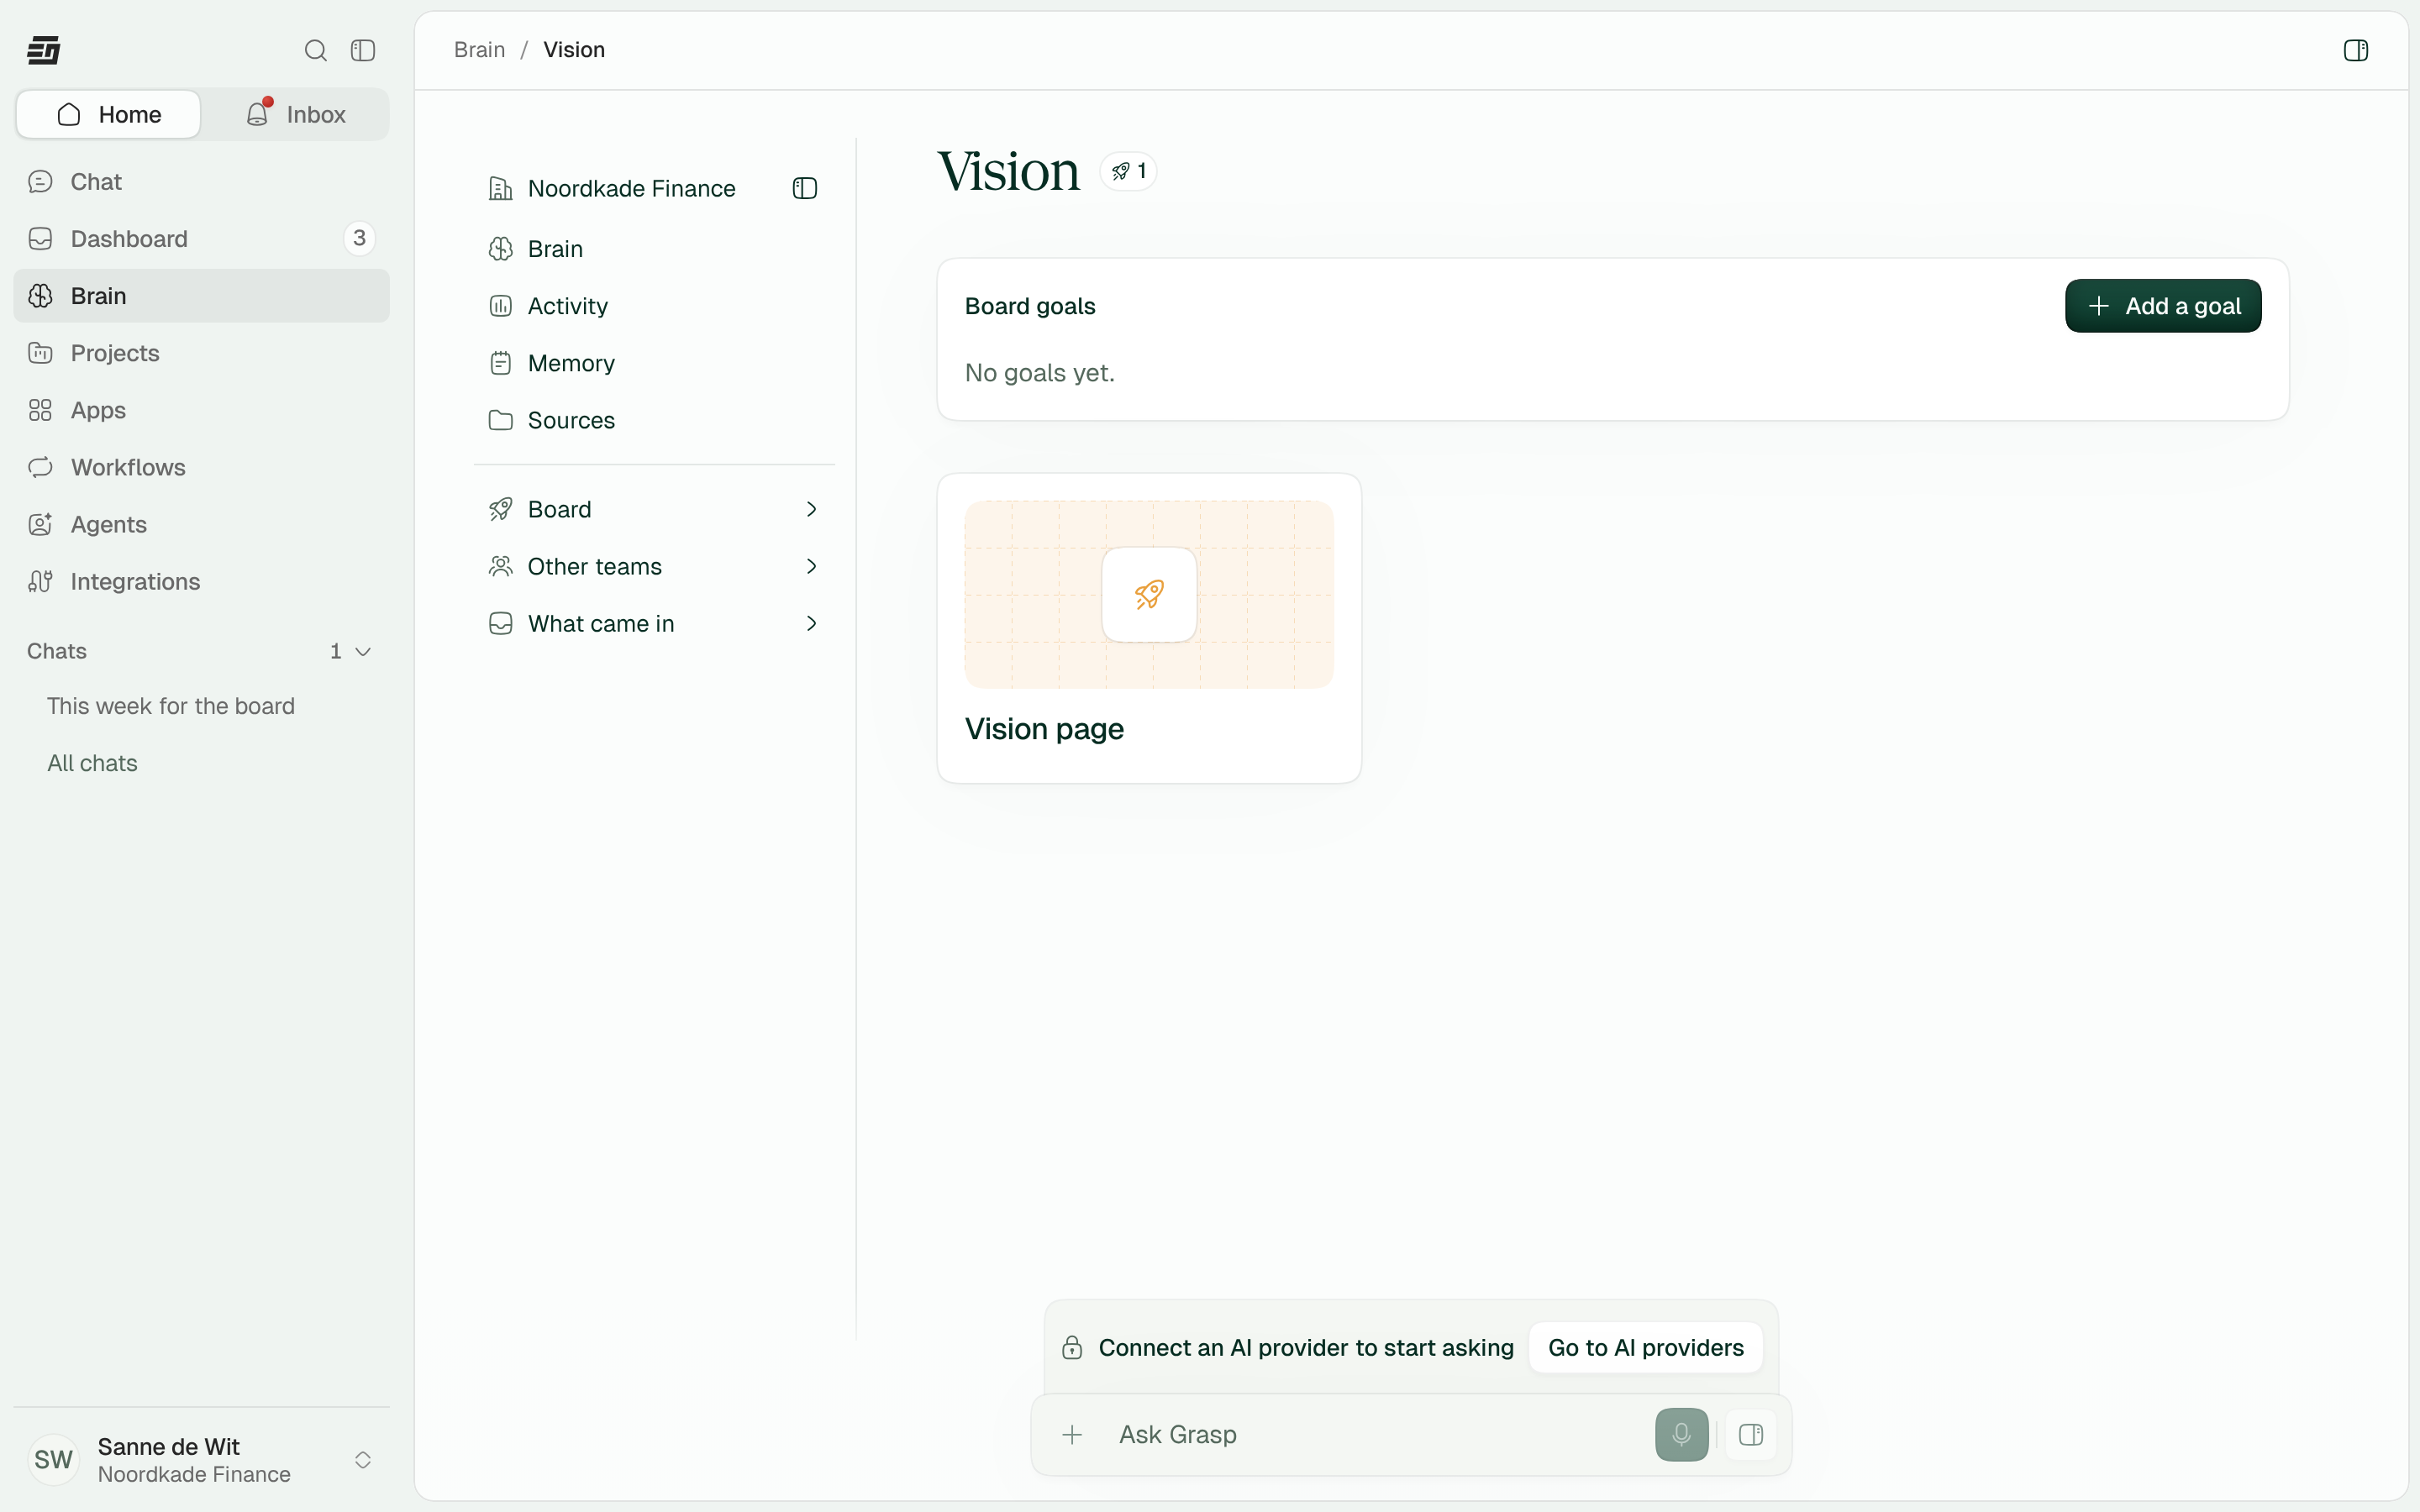 Home
Inbox
Chat
Dashboard
3
Brain
Projects
Apps
Workflows
Agents
Integrations
Chats
1
This week for the board
All chats
SW
Sanne de Wit
Noordkade Finance
Brain / Vision
Noordkade Finance
Brain
Activity
Memory
Sources
Board
Other teams
What came in
Vision
1
Board goals
Add a goal
No goals yet.
Vision page
Connect an AI provider to start asking
Go to AI providers
Ask Grasp